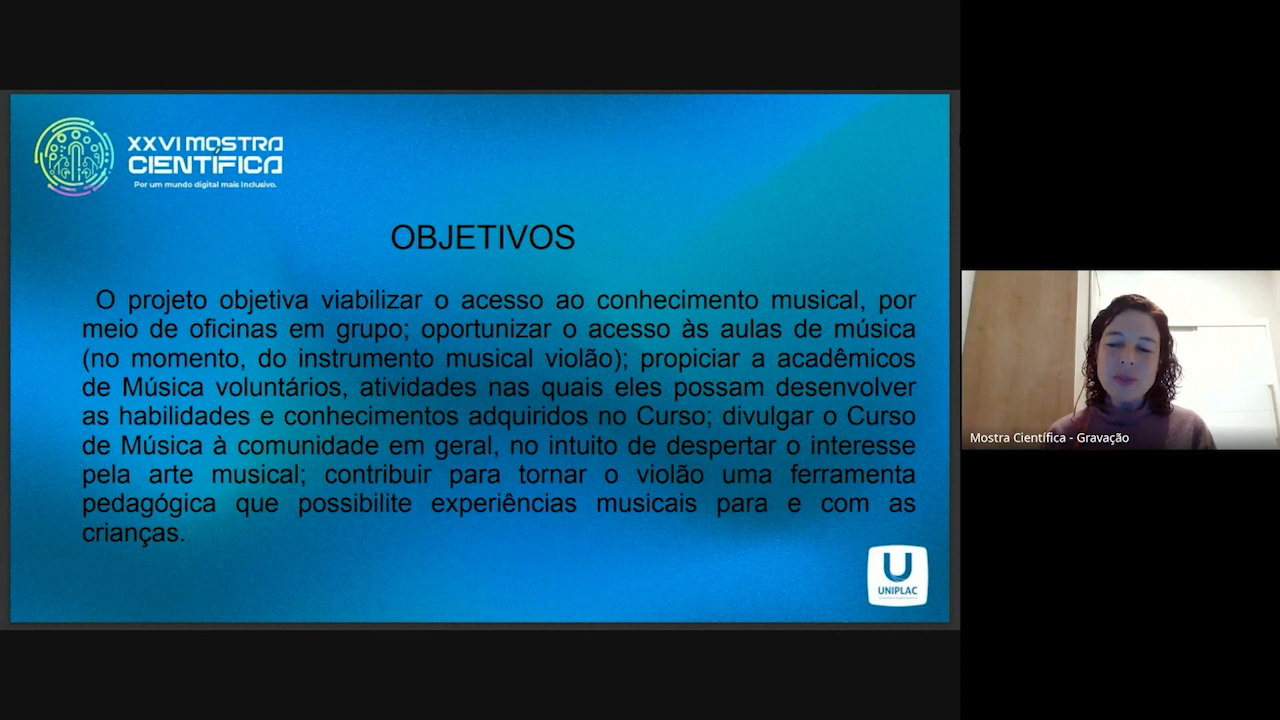 XXVI MOSTRA
CIENTÍFICA
Por um mundo digital mais Inclusivo.
OBJETIVOS
O projeto objetiva viabilizar o acesso ao conhecimento musical, por
meio de oficinas em grupo; oportunizar o acesso às aulas de música
(no momento, do instrumento musical violão); propiciar a acadêmicos
de Música voluntários, atividades nas quais eles possam desenvolver
as habilidades e conhecimentos adquiridos no Curso; divulgar o Curso
de Música à comunidade em geral, no intuito de despertar o interesse
pela arte musical; contribuir para tornar o violão uma ferramenta
pedagógica que possibilite experiências musicais para e com as
crianças.
U
UNIPLAC
Mostra Científica - Gravação